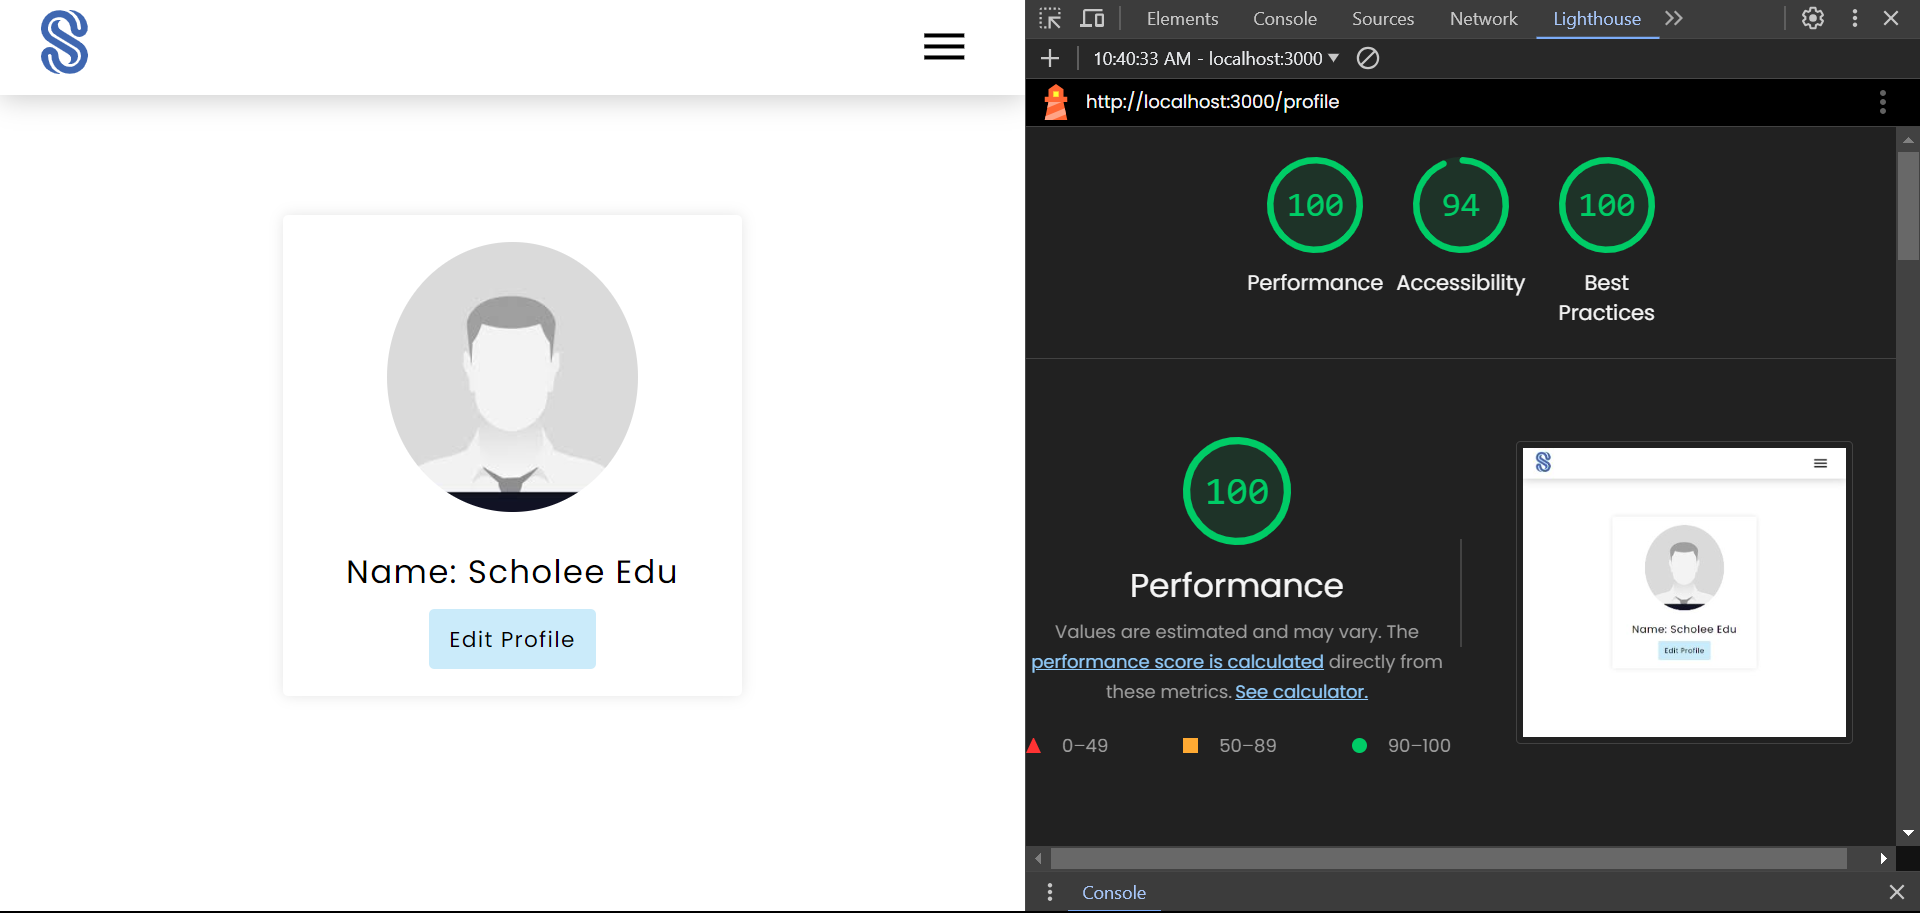 Name: Scholee Edu
Edit Profile
Elements Console Sources Network Lighthouse
10:40:33 AM - localhost:3000
http://localhost:3000/profile
100 94 100
Performance Accessibility Best
Practices
100
Performance
Values are estimated and may vary. The
performance score is calculated directly from
these metrics. See calculator.
0–49 50–89 90–100
Name: Scholee Edu
Edit Profile
Console